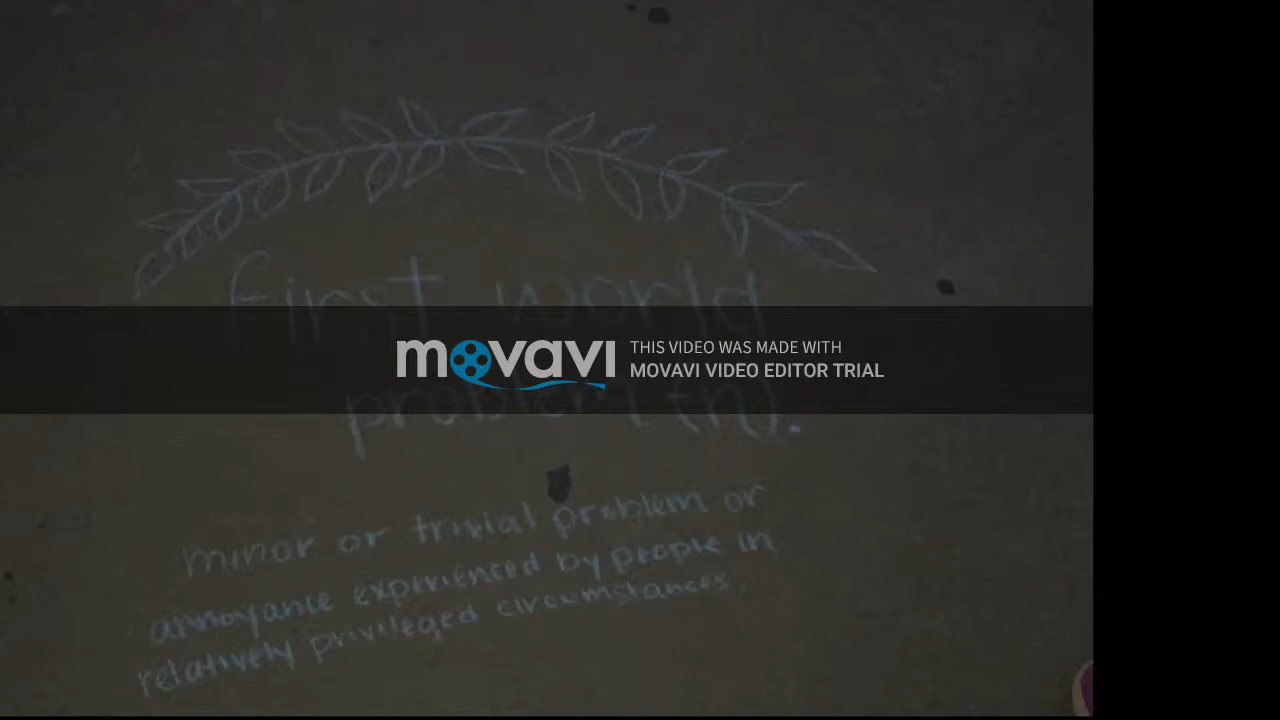 first world
movavi
THIS VIDEO WAS MADE WITH
MOVAVI VIDEO EDITOR TRIAL
problem (n).
minor or trivial problem or
annoyance experienced by people in
relatively privileged circumstances